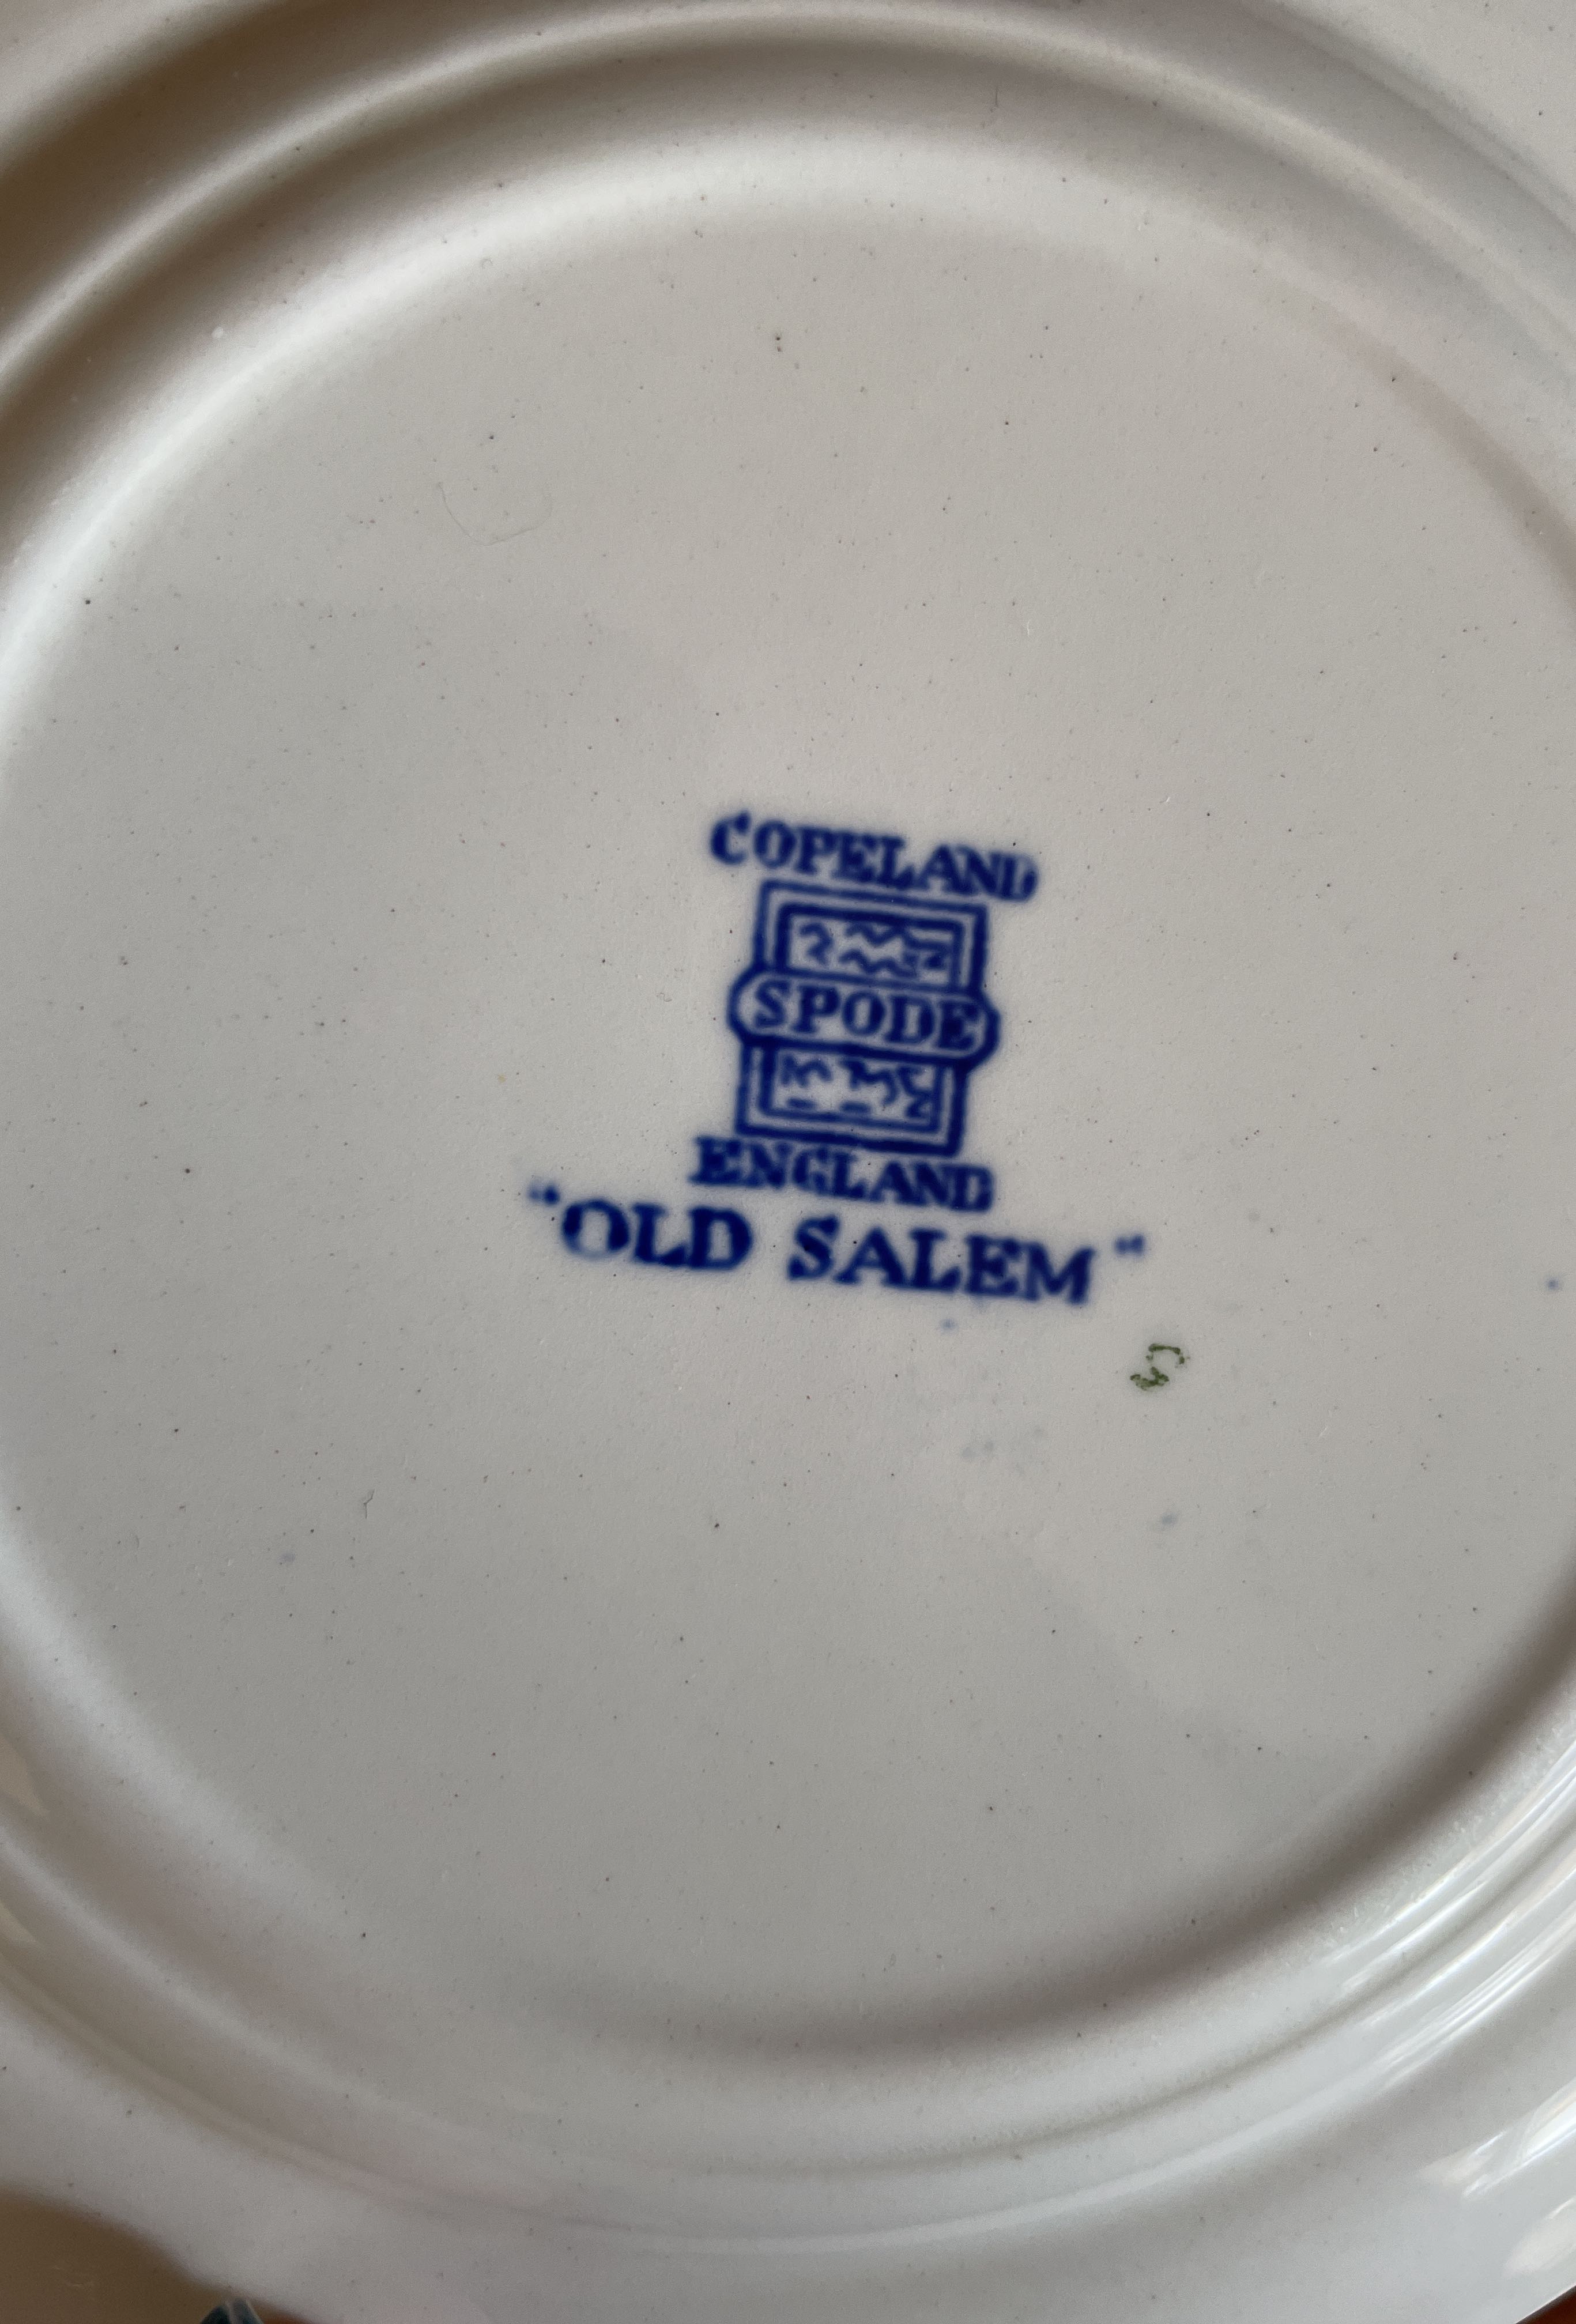 COPELAND
SPODE
ENGLAND
"OLD SALEM"